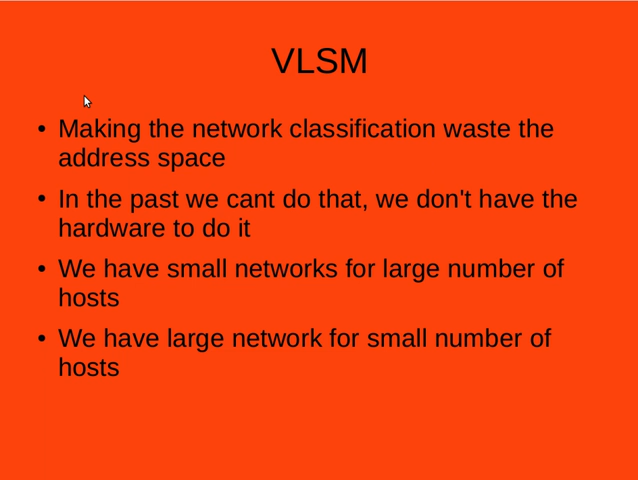 VLSM
• Making the network classification waste the
address space
• In the past we cant do that, we don't have the
hardware to do it
• We have small networks for large number of
hosts
• We have large network for small number of
hosts